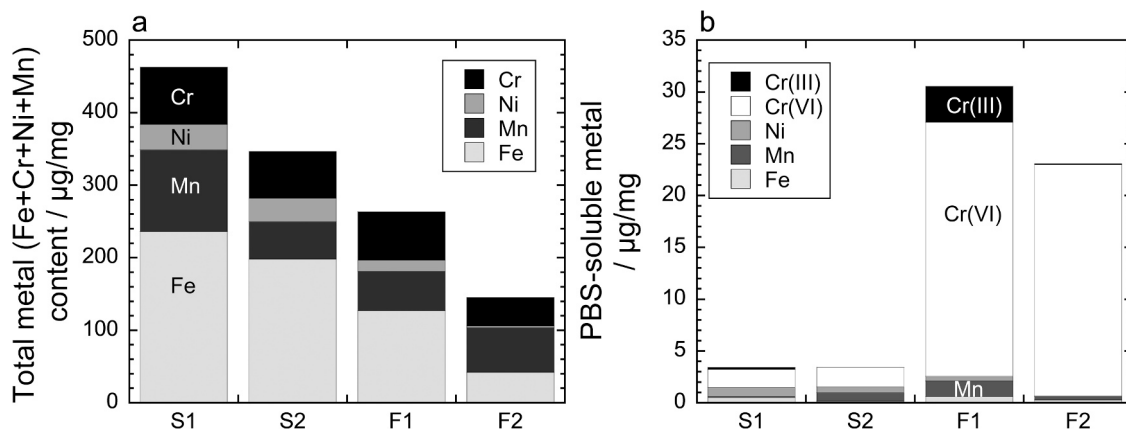 a
Total metal (Fe+Cr+Ni+Mn)
content / µg/mg
500
400
300
200
100
0
Cr
Ni
Mn
Fe
Cr
Ni
Mn
Fe
S1 S2 F1 F2
b
PBS-soluble metal
/ µg/mg
35
30
25
20
15
10
5
0
Cr(III)
Cr(VI)
Ni
Mn
Fe
Cr(III)
Cr(VI)
Mn
S1 S2 F1 F2